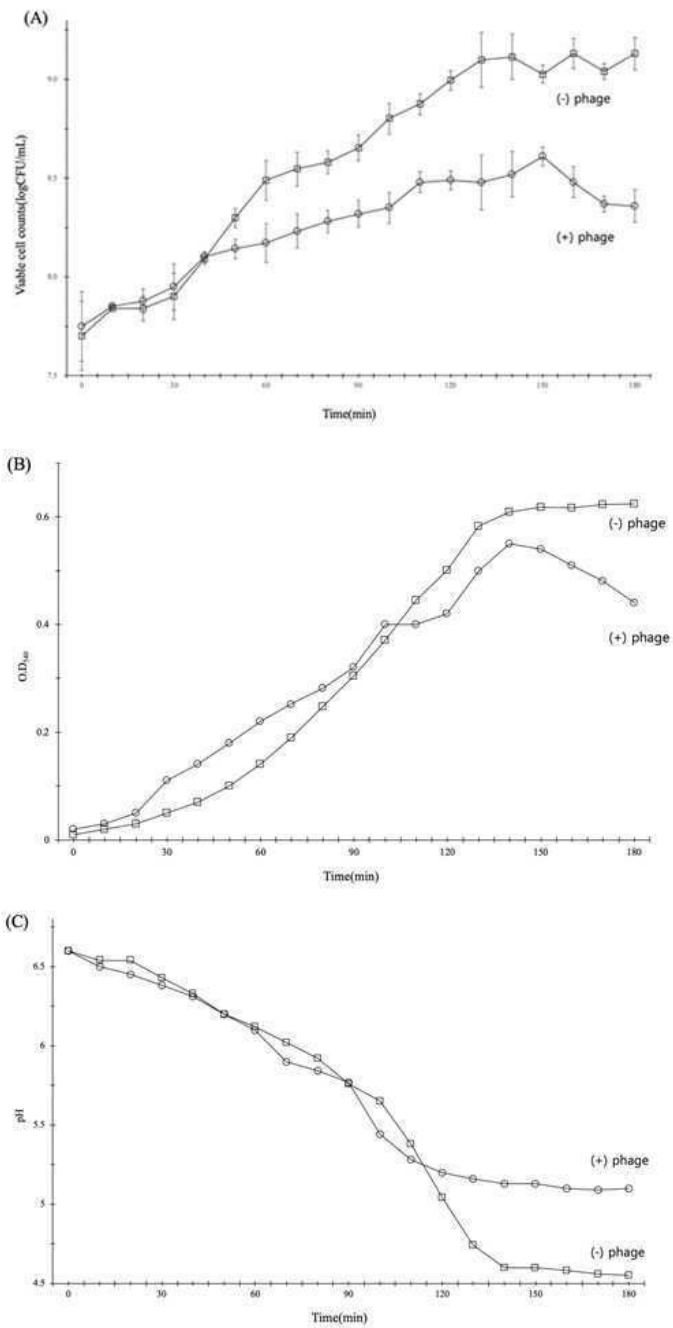 (A)
Viable cell counts(logCFU/mL)
9.0
8.5
8.0
7.5
(-) phage
(+) phage
0 30 60 90 120 150 180
Time(min)
(B)
O.D₅₄₀
0.6
0.4
0.2
0
(-) phage
(+) phage
0 30 60 90 120 150 180
Time(min)
(C)
pH
6.5
6
5.5
5
4.5
(+) phage
(-) phage
0 30 60 90 120 150 180
Time(min)